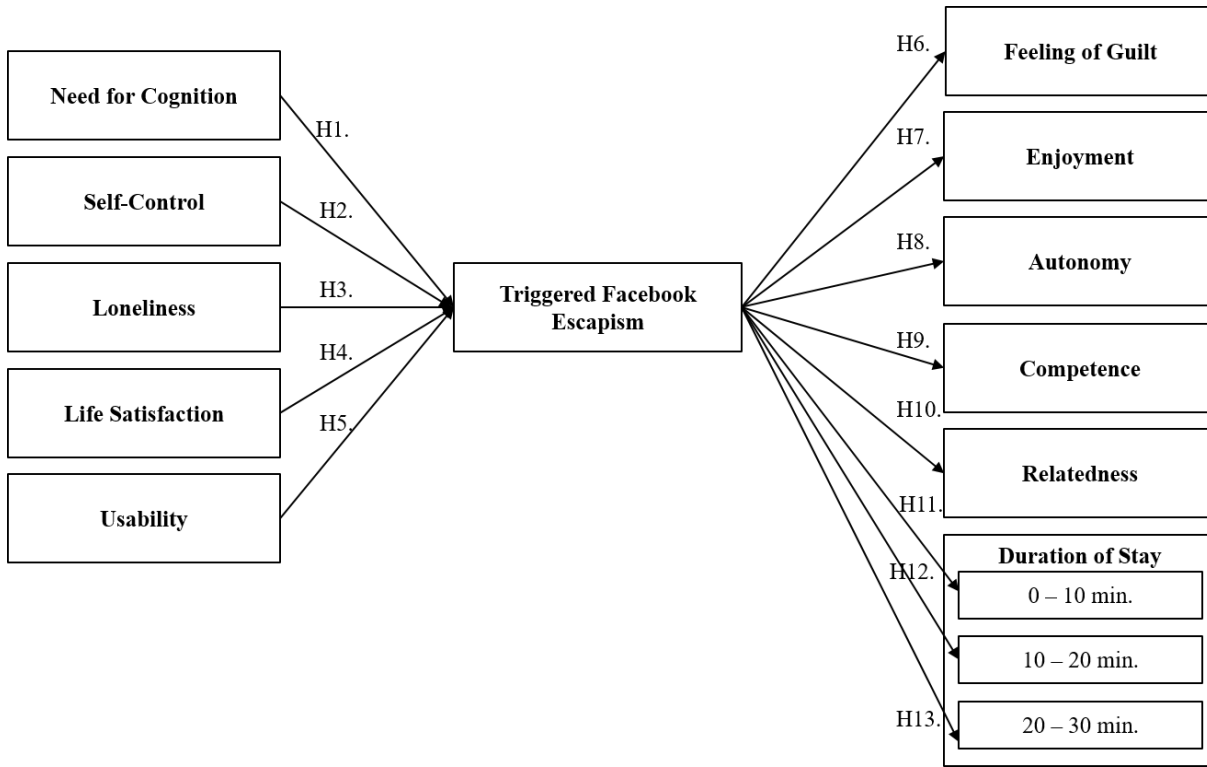 Need for Cognition
Self-Control
Loneliness
Life Satisfaction
Usability
H1.
H2.
H3.
H4.
H5.
Triggered Facebook
Escapism
H6.
H7.
H8.
H9.
H10.
H11.
H12.
H13.
Feeling of Guilt
Enjoyment
Autonomy
Competence
Relatedness
Duration of Stay
0 – 10 min.
10 – 20 min.
20 – 30 min.